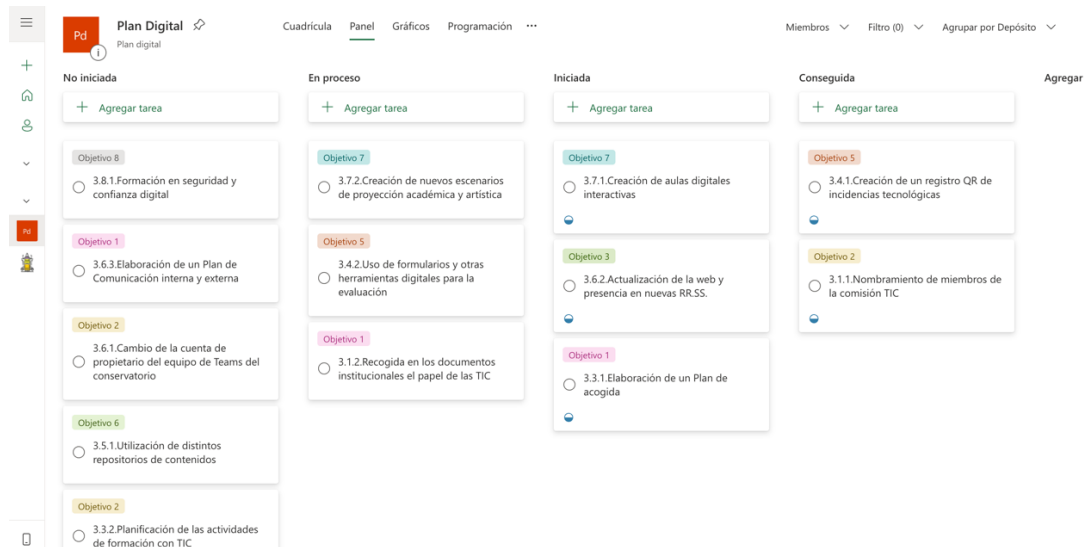 Pd
Plan Digital
Plan digital
Cuadrícula
Panel
Gráficos
Programación
Miembros
Filtro (0)
Agrupar por Depósito
No iniciada
Agregar tarea
Objetivo 8
3.8.1.Formación en seguridad y
confianza digital
Objetivo 1
3.6.3.Elaboración de un Plan de
Comunicación interna y externa
Objetivo 2
3.6.1.Cambio de la cuenta de
propietario del equipo de Teams del
conservatorio
Objetivo 6
3.5.1.Utilización de distintos
repositorios de contenidos
Objetivo 2
3.3.2.Planificación de las actividades
de formación con TIC
En proceso
Agregar tarea
Objetivo 7
3.7.2.Creación de nuevos escenarios
de proyección académica y artística
Objetivo 5
3.4.2.Uso de formularios y otras
herramientas digitales para la
evaluación
Objetivo 1
3.1.2.Recogida en los documentos
institucionales el papel de las TIC
Iniciada
Agregar tarea
Objetivo 7
3.7.1.Creación de aulas digitales
interactivas
Objetivo 3
3.6.2.Actualización de la web y
presencia en nuevas RR.SS.
Objetivo 1
3.3.1.Elaboración de un Plan de
acogida
Conseguida
Agregar tarea
Objetivo 5
3.4.1.Creación de un registro QR de
incidencias tecnológicas
Objetivo 2
3.1.1.Nombramiento de miembros de
la comisión TIC
Agregar
Pd